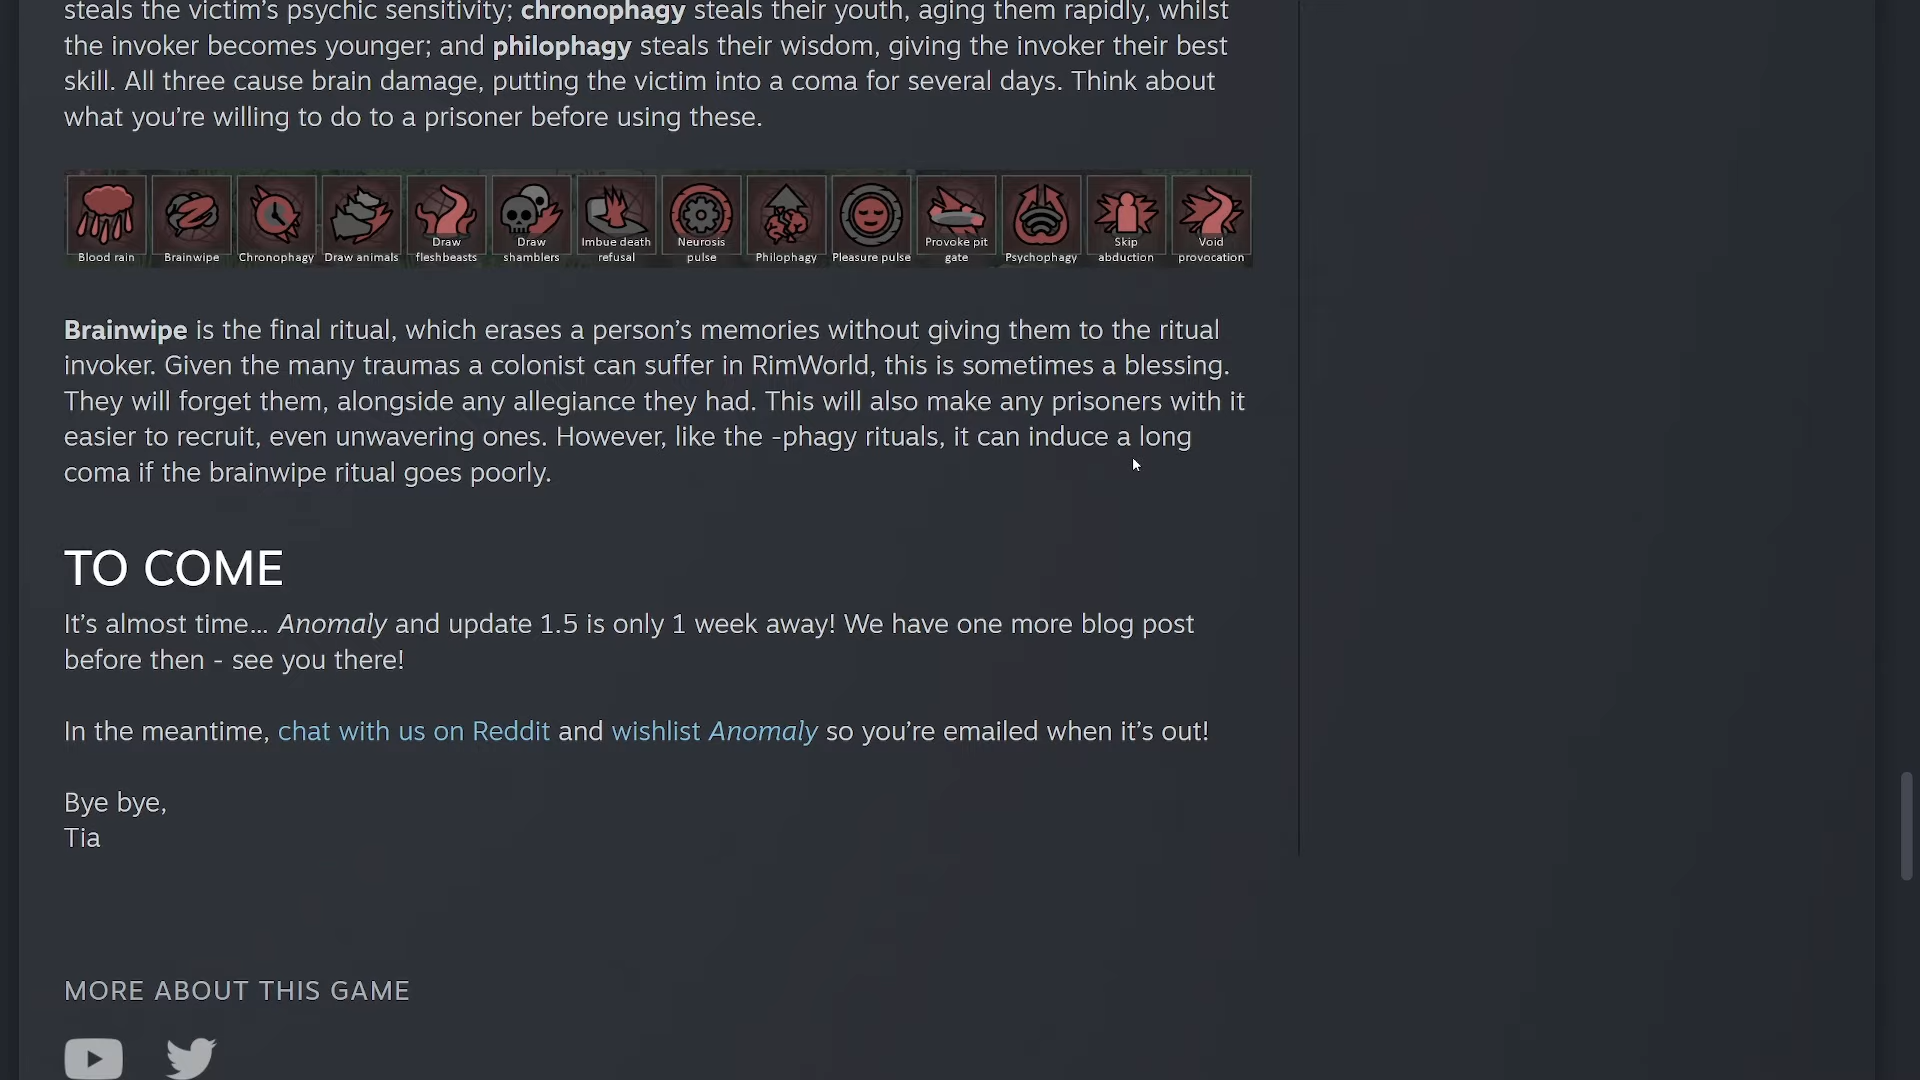 steals the victim’s psychic sensitivity; chronophagy steals their youth, aging them rapidly, whilst
the invoker becomes younger; and philophagy steals their wisdom, giving the invoker their best
skill. All three cause brain damage, putting the victim into a coma for several days. Think about
what you’re willing to do to a prisoner before using these.
Blood rain
Brainwipe
Chronophagy
Draw animals
Draw
fleshbeasts
Draw
shamblers
Imbue death
refusal
Neurosis
pulse
Philophagy
Pleasure pulse
Provoke pit
gate
Psychophagy
Skip
abduction
Void
provocation
Brainwipe is the final ritual, which erases a person’s memories without giving them to the ritual
invoker. Given the many traumas a colonist can suffer in RimWorld, this is sometimes a blessing.
They will forget them, alongside any allegiance they had. This will also make any prisoners with it
easier to recruit, even unwavering ones. However, like the -phagy rituals, it can induce a long
coma if the brainwipe ritual goes poorly.
TO COME
It’s almost time… Anomaly and update 1.5 is only 1 week away! We have one more blog post
before then - see you there!
In the meantime, chat with us on Reddit and wishlist Anomaly so you’re emailed when it’s out!
Bye bye,
Tia
MORE ABOUT THIS GAME